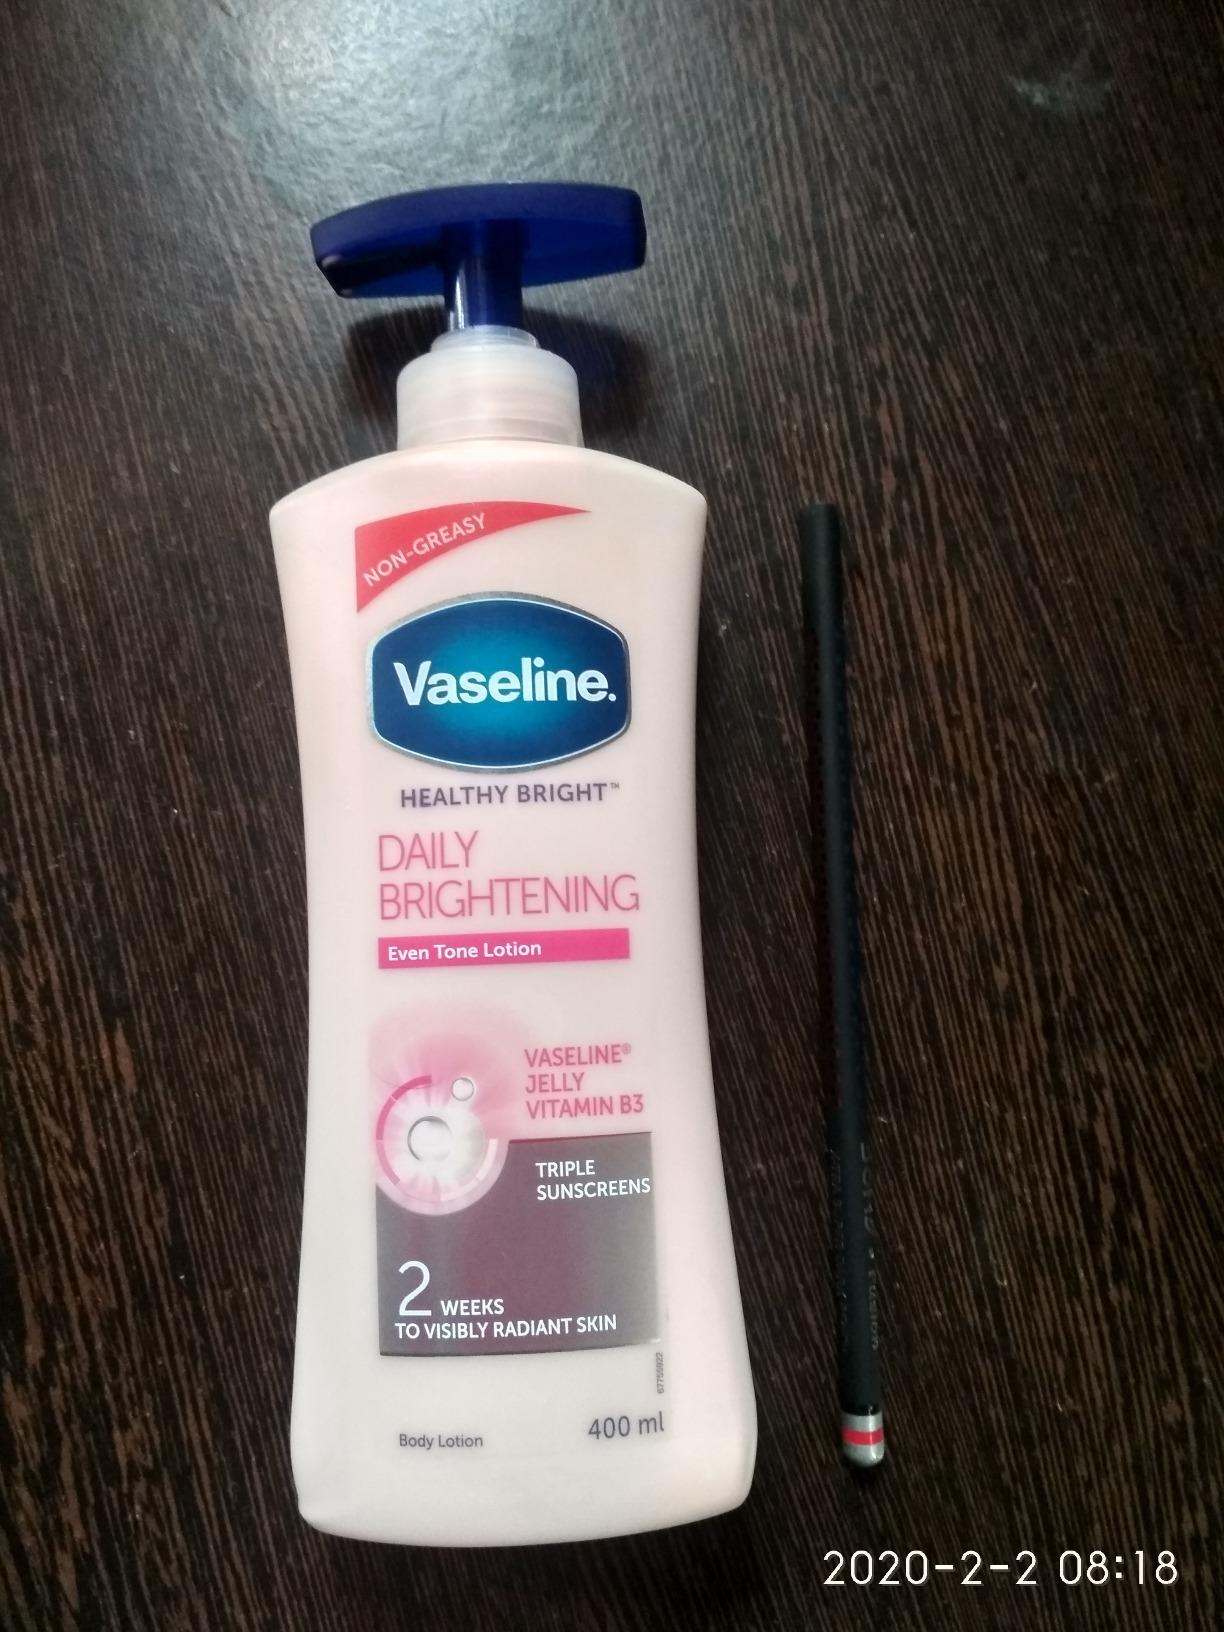 NON-GREASY
Vaseline.
HEALTHY BRIGHT™
DAILY
BRIGHTENING
Even Tone Lotion
VASELINE®
JELLY
VITAMIN B3
TRIPLE
SUNSCREENS
2 WEEKS
TO VISIBLY RADIANT SKIN
400 ml
Body Lotion
2020-2-2 08:18